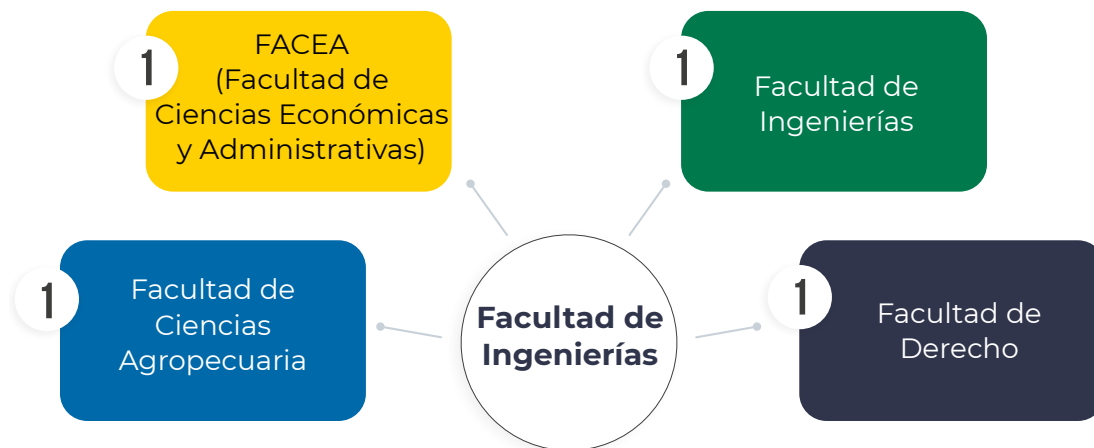 1
FACEA
(Facultad de
Ciencias Económicas
y Administrativas)
1
Facultad de
Ingenierías
1
Facultad de
Ciencias
Agropecuaria
Facultad de
Ingenierías
1
Facultad de
Derecho